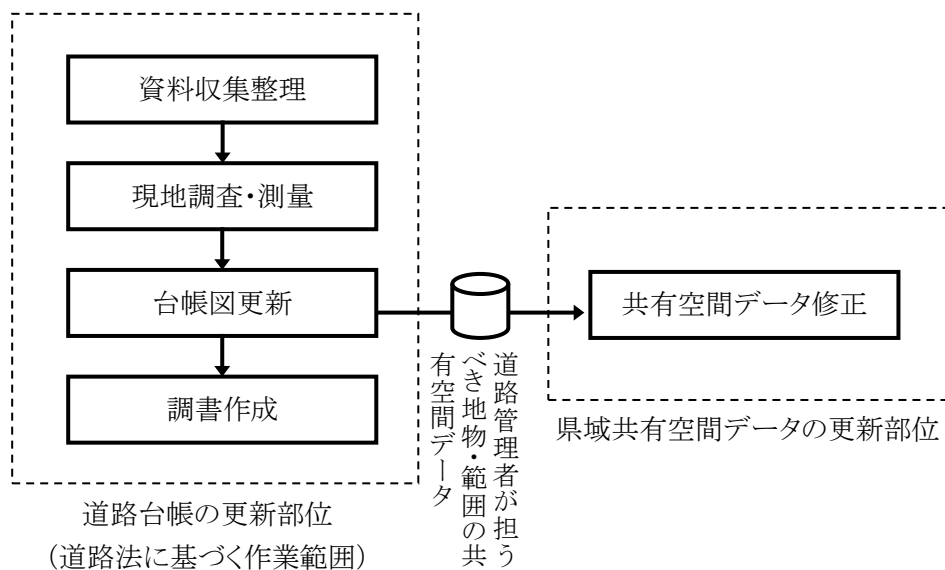 資料収集整理
現地調査・測量
台帳図更新
調書作成
道路台帳の更新部位
(道路法に基づく作業範囲)
道路管理者が担う
べき地物・範囲の共
有空間データ
共有空間データ修正
県域共有空間データの更新部位